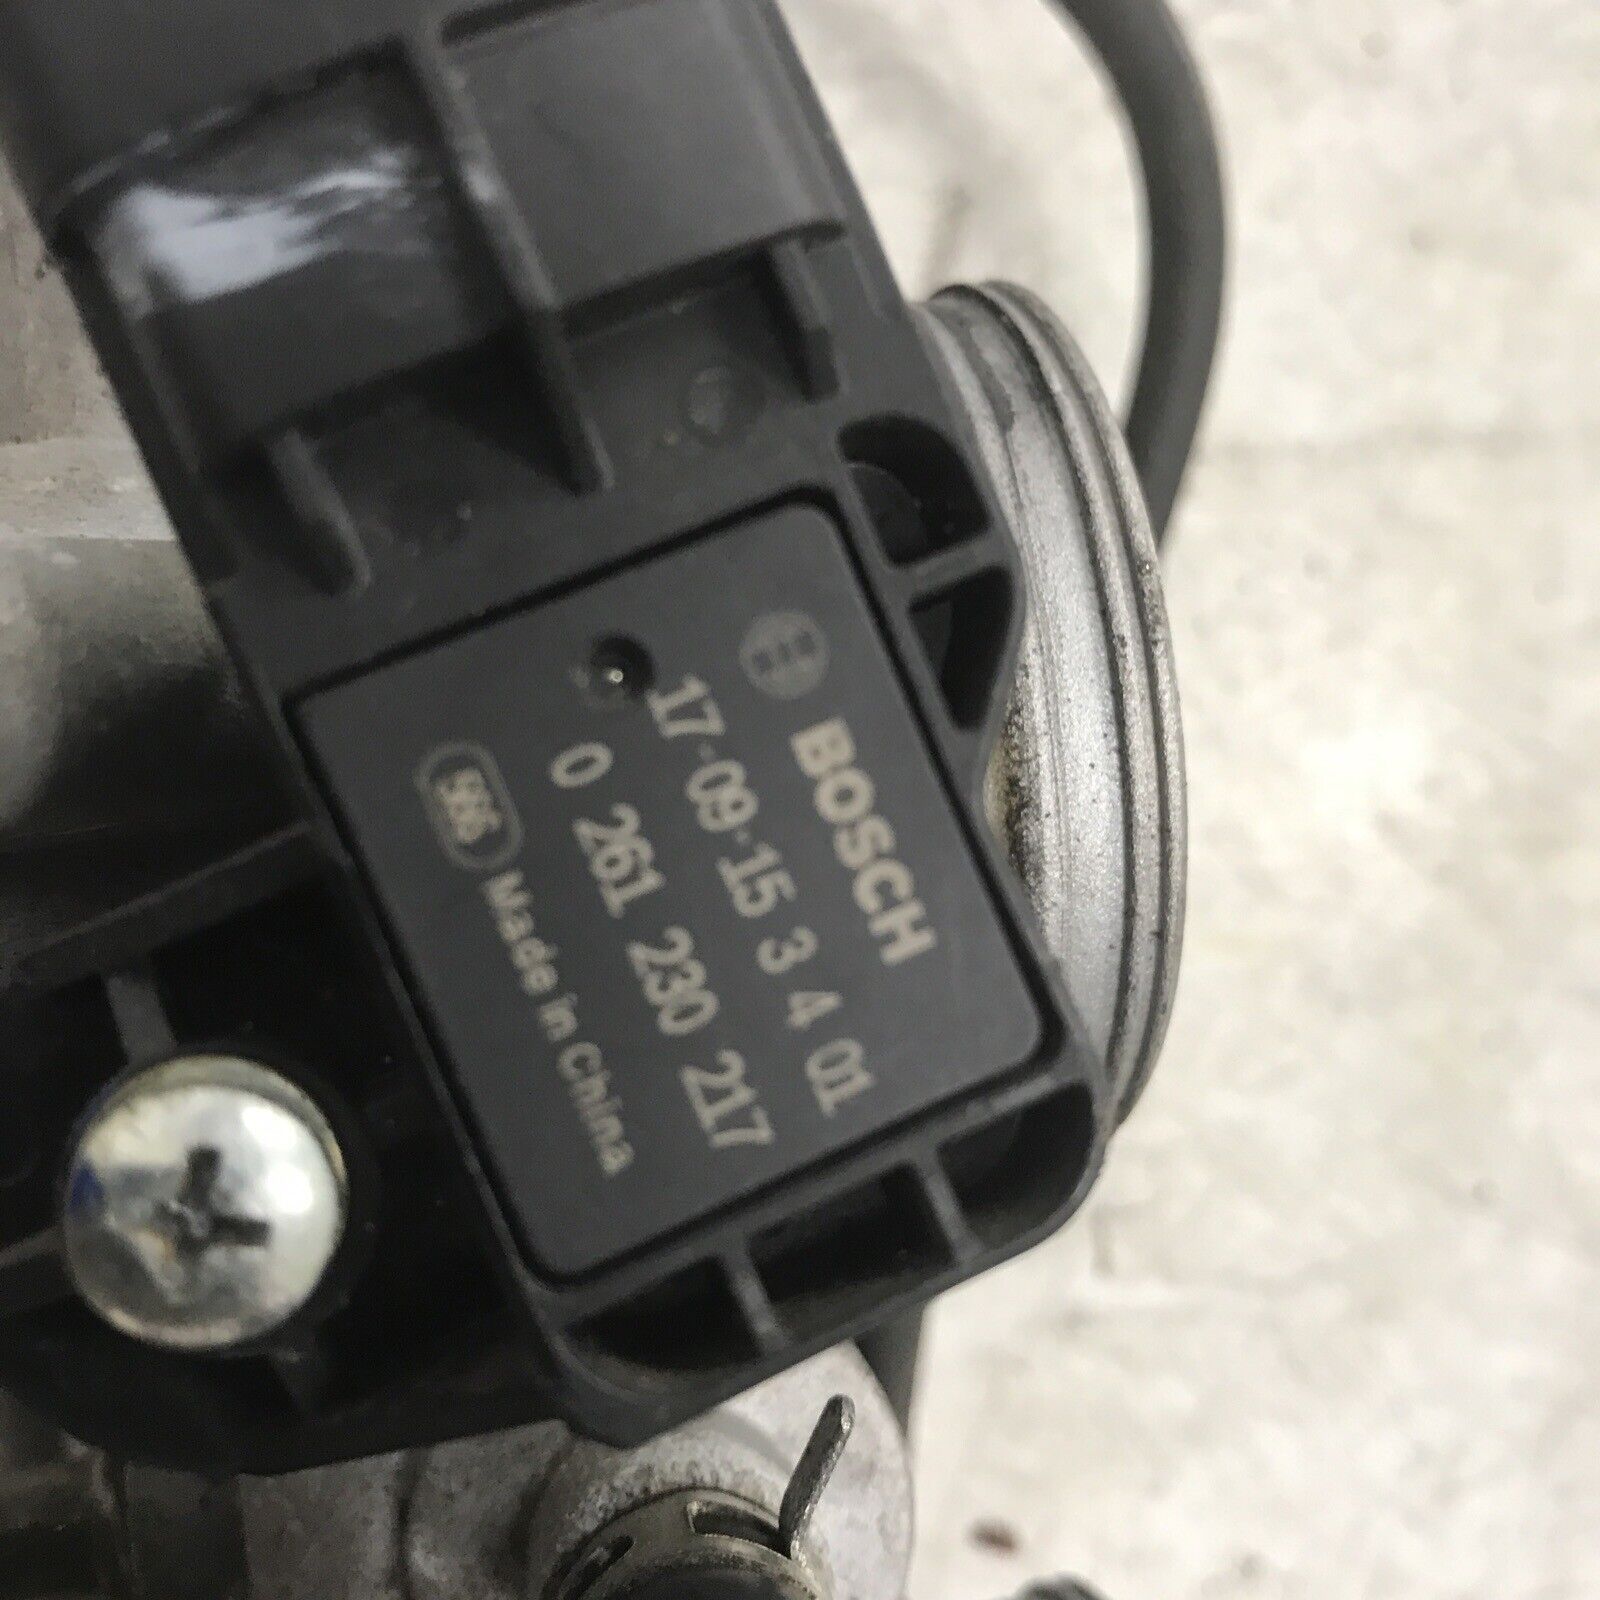 BOSCH
17-09-15 3 4 01
0 261 230 217
Made in China